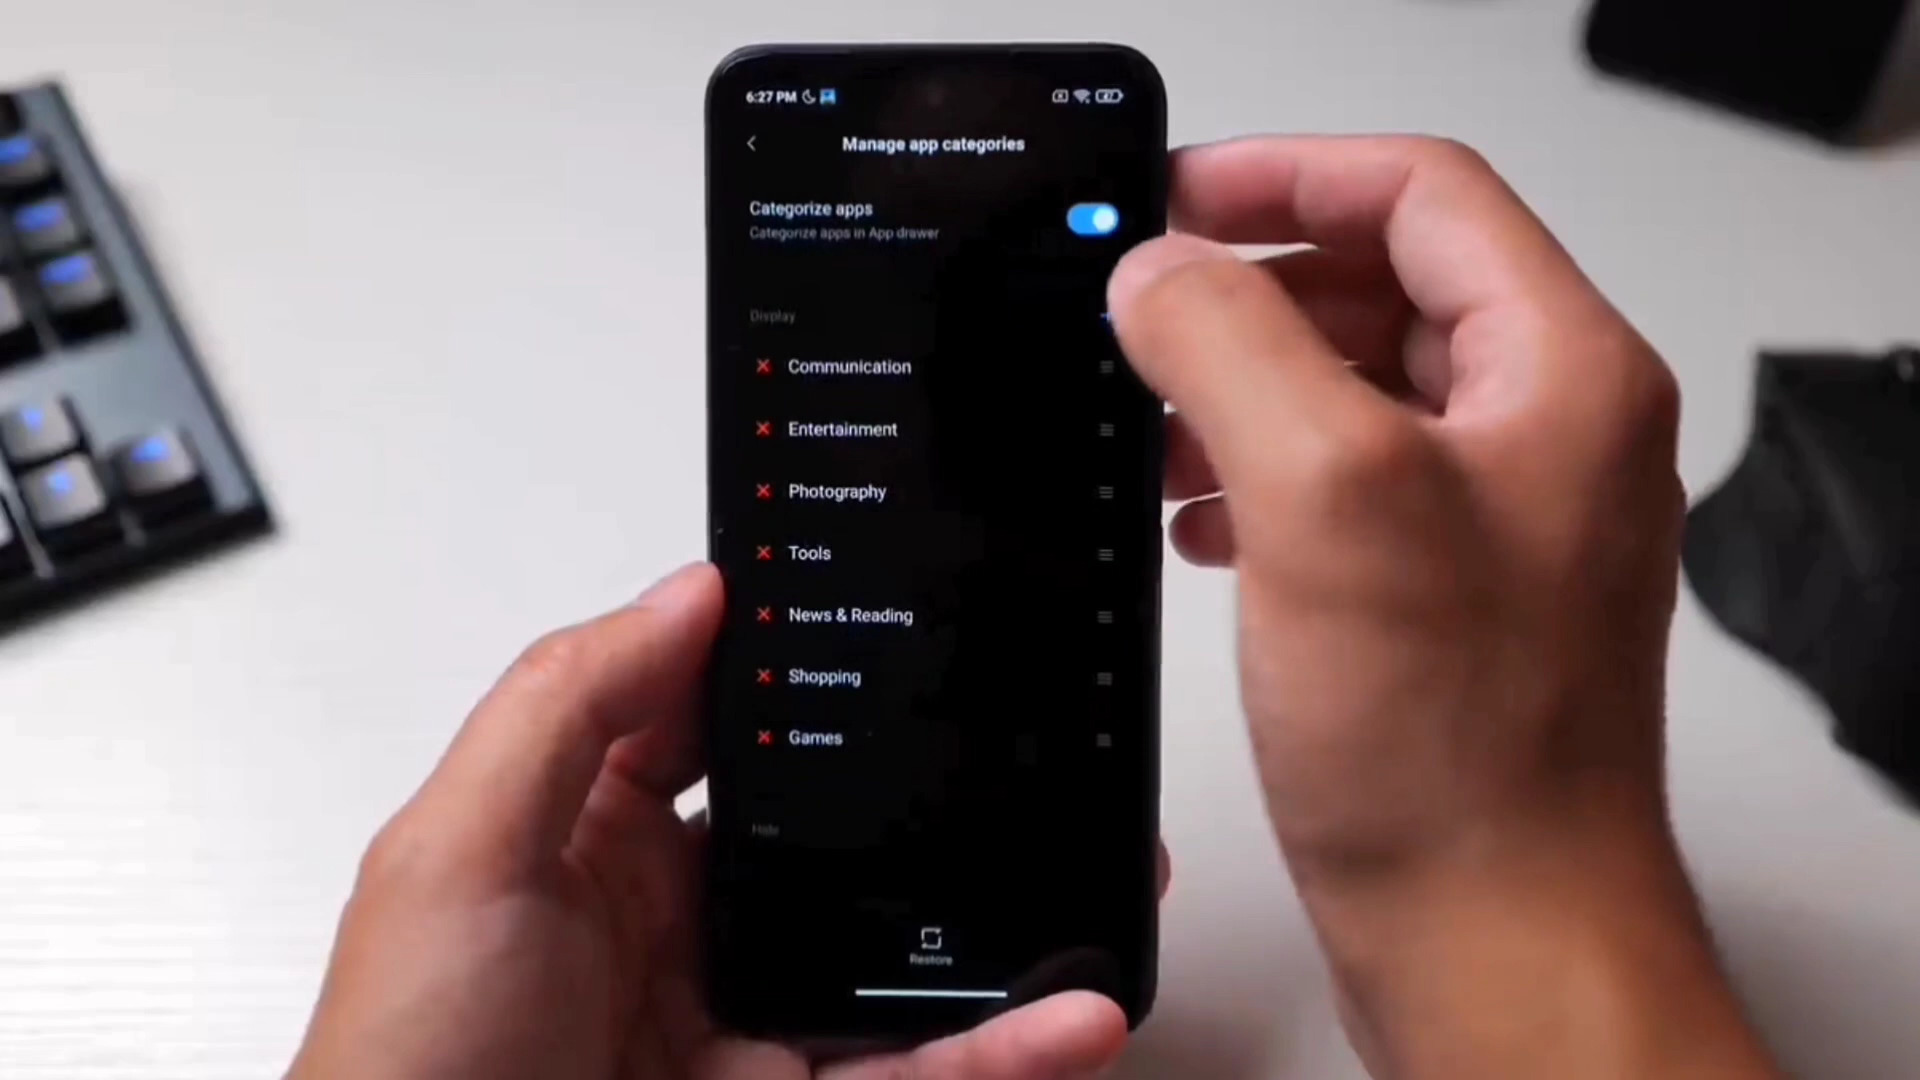 6:27 PM
Manage app categories
Categorize apps
Categorize apps in App drawer
Display
Communication
Entertainment
Photography
Tools
News & Reading
Shopping
Games
Hide
Restore